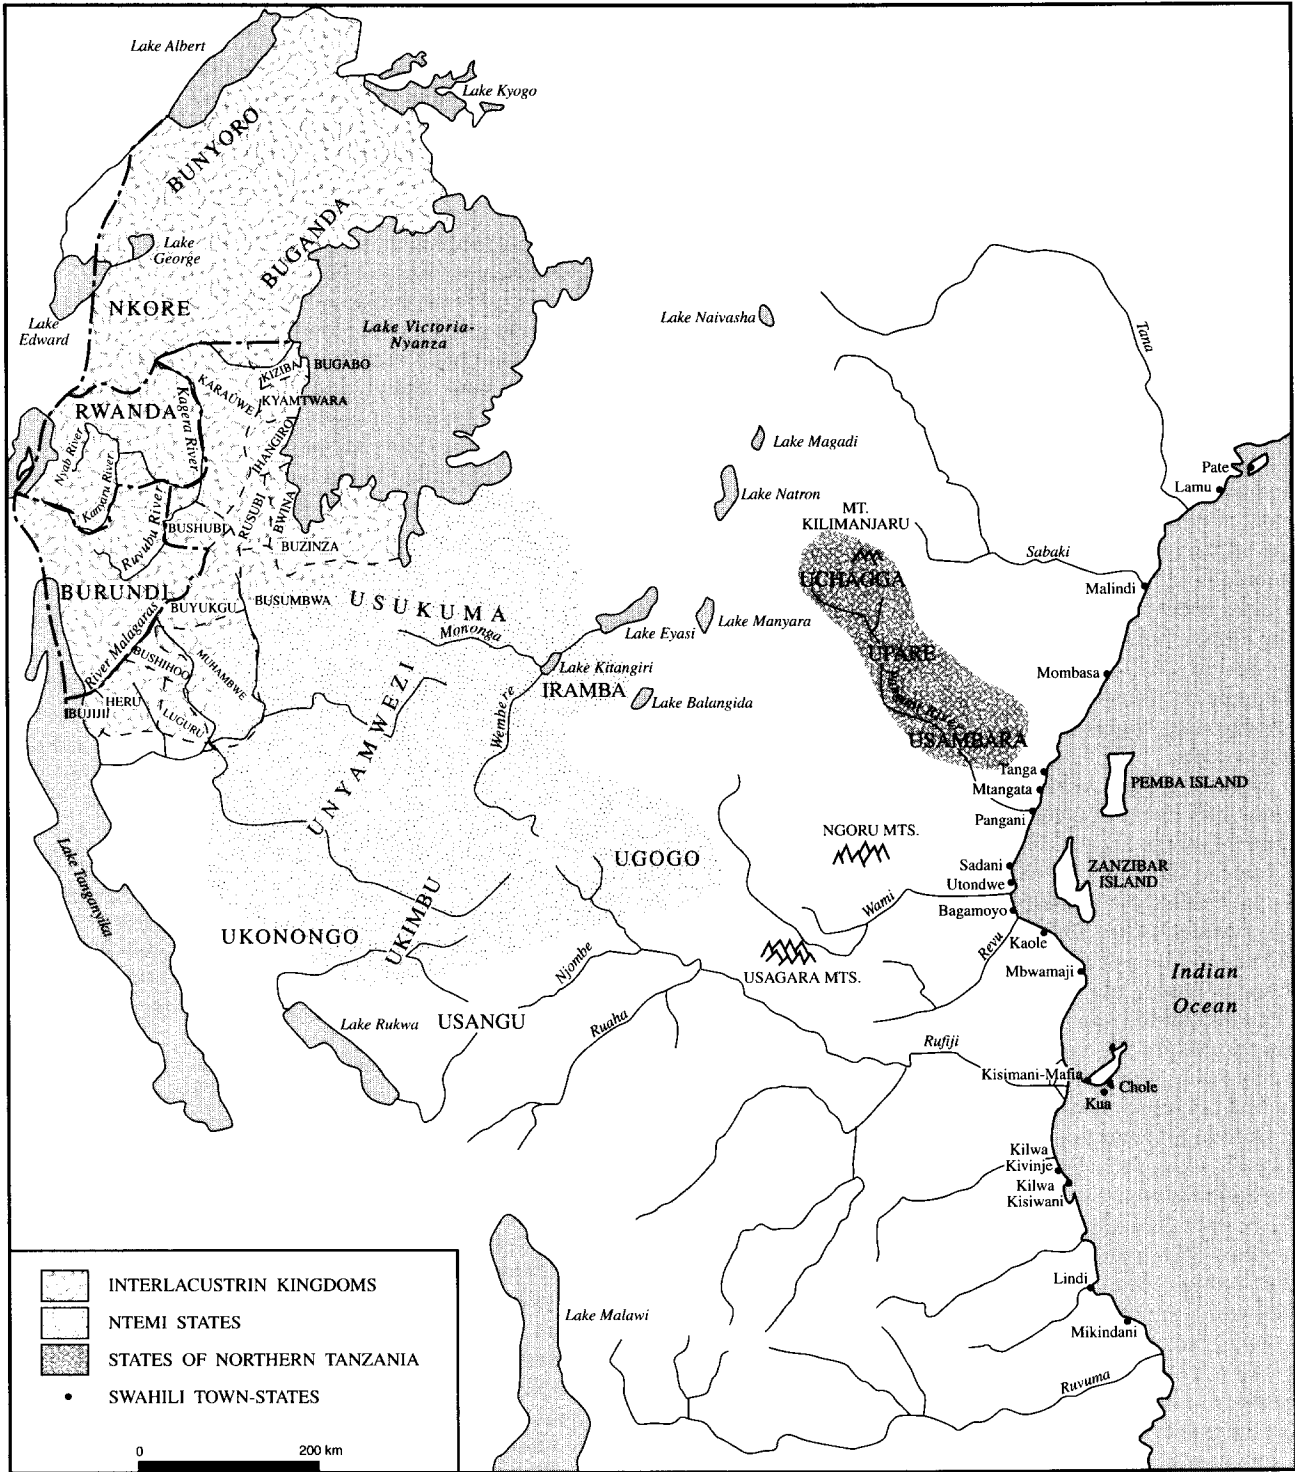 Lake Albert
Lake Kyogo
BUNYORO
BUGANDA
Lake
George
NKORE
Lake
Edward
Lake Victoria-
Nyanza
Lake Naivasha
Tana
KIZIBA
BUGABO
KARAÚWE
KYAMTWARA
RWANDA
Kagera River
Nyab River
Kanyaru River
IHANGIRO
Lake Magadi
Pate
Lamu
Lake Natron
MT.
KILIMANJARU
RUSUBI
BWINA
BUSHUBI
BUZINZA
Ruvubu River
Sabaki
UCHAGGA
Malindi
BURUNDI
BUYUKGU
BUSUMBWA
USUKUMA
Mononga
Lake Eyasi
Lake Manyara
River Malagaras
BUSHIHOO
MUHAMBWE
UPARE
Lake Kitangiri
IRAMBA
Lake Balangida
Mombasa
HERU
IBUJIJI
LUGURU
Wembere
UNYAMWEZI
USAMBARA
Tanga
Mtangata
Pangani
PEMBA ISLAND
NGORU MTS.
UGOGO
Sadani
Utondwe
Bagamoyo
ZANZIBAR
ISLAND
Lake Tanganyika
Wami
UKIMBU
UKONONGO
Kaole
Revu
Njombe
USAGARA MTS.
Mbwamaji
Indian
Ocean
Lake Rukwa
USANGU
Ruaha
Rufiji
Kisimani-Mafia
Chole
Kua
Kilwa
Kivinje
Kilwa
Kisiwani
Lindi
Lake Malawi
Mikindani
Ruvuma
INTERLACUSTRIN KINGDOMS
NTEMI STATES
STATES OF NORTHERN TANZANIA
SWAHILI TOWN-STATES
0 200 km